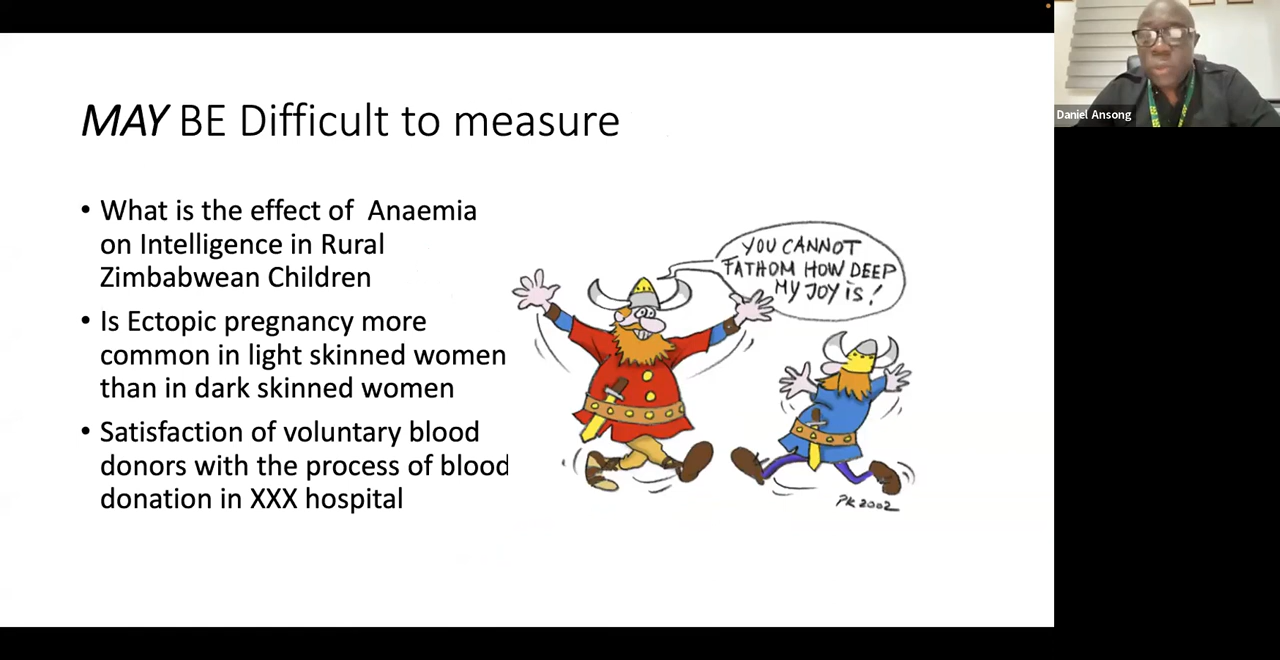 MAY BE Difficult to measure
• What is the effect of  Anaemia
on Intelligence in Rural
Zimbabwean Children
• Is Ectopic pregnancy more
common in light skinned women
than in dark skinned women
• Satisfaction of voluntary blood
donors with the process of blood
donation in XXX hospital
YOU CANNOT
FATHOM HOW DEEP
MY JOY IS!
PK 2002
Daniel Ansong